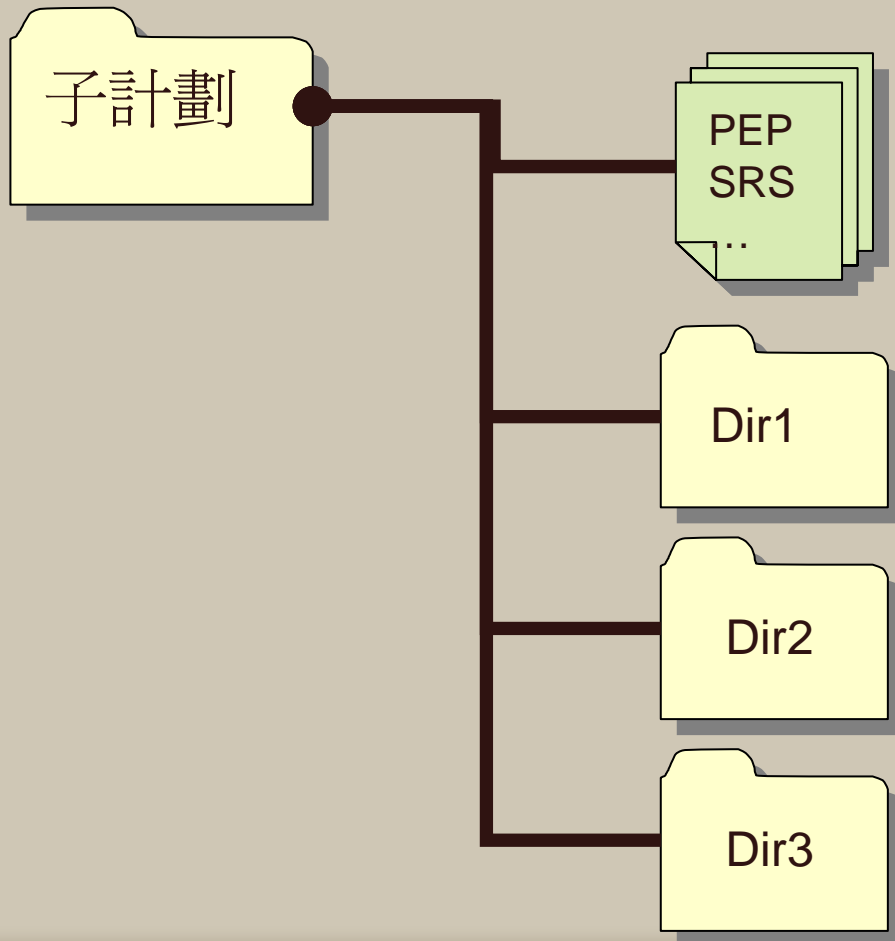 子計劃
PEP
SRS
…
Dir1
Dir2
Dir3